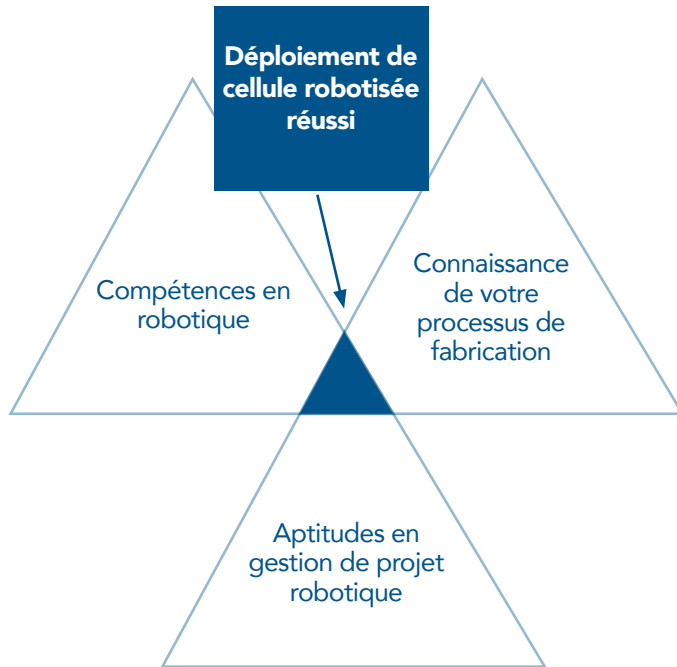 Déploiement de
cellule robotisée
réussi
Compétences en
robotique
Connaissance
de votre
processus de
fabrication
Aptitudes en
gestion de projet
robotique